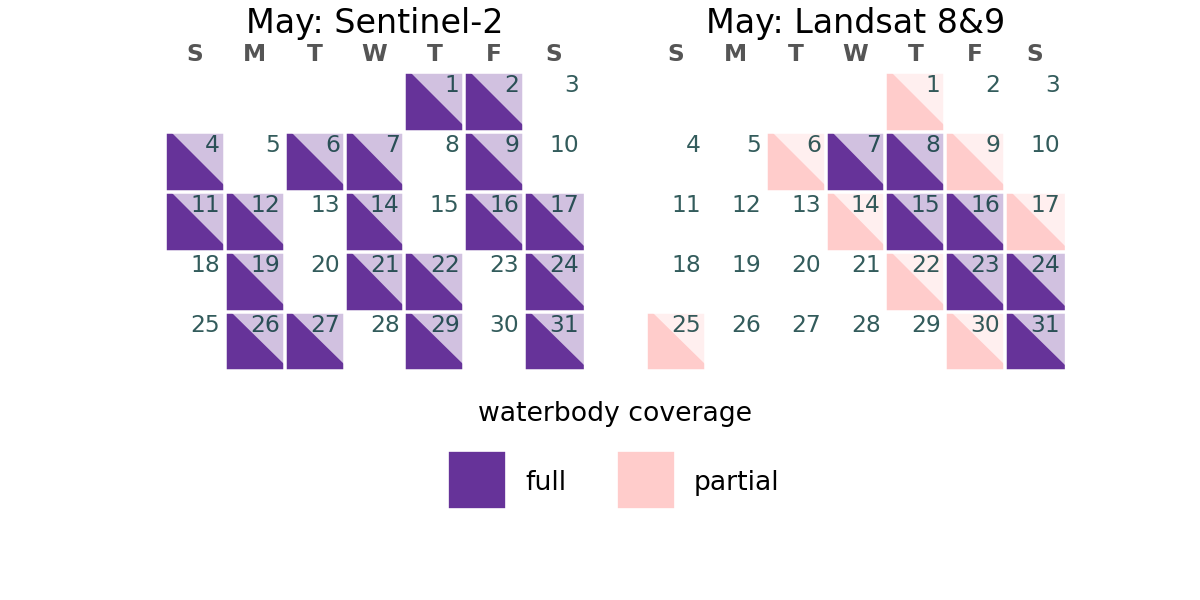 May: Sentinel-2
S M T W T F S
1 2 3
4 5 6 7 8 9 10
11 12 13 14 15 16 17
18 19 20 21 22 23 24
25 26 27 28 29 30 31
May: Landsat 8&9
S M T W T F S
1 2 3
4 5 6 7 8 9 10
11 12 13 14 15 16 17
18 19 20 21 22 23 24
25 26 27 28 29 30 31
waterbody coverage
full partial